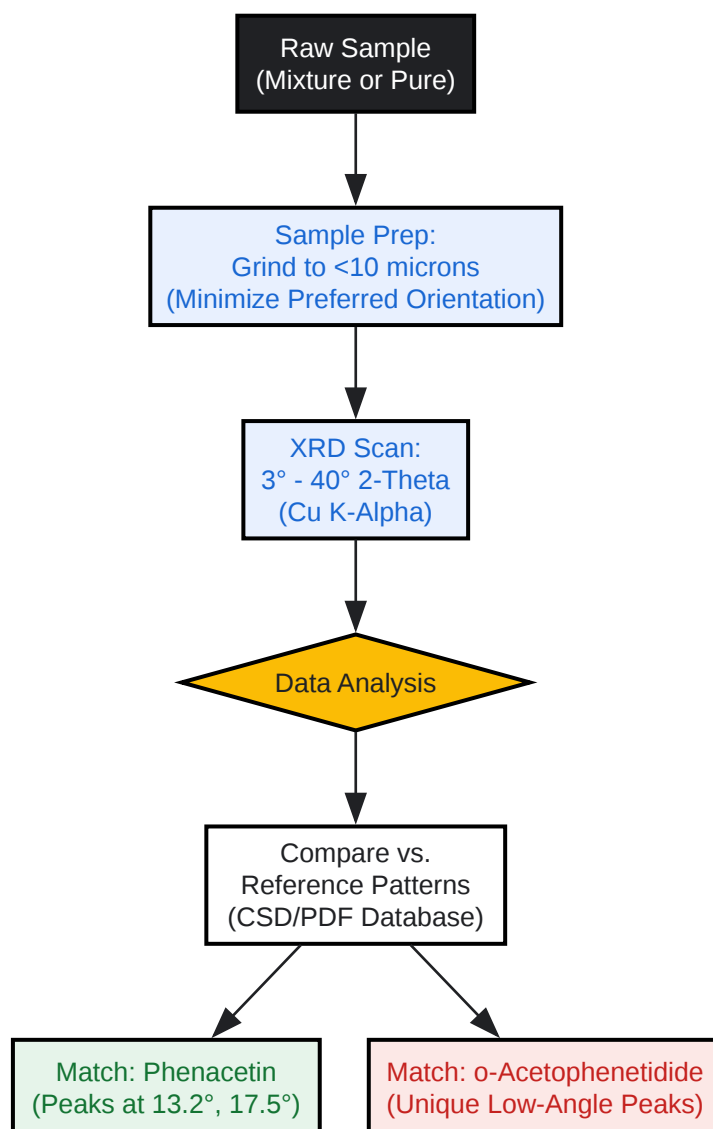 Raw Sample
(Mixture or Pure)
Sample Prep:
Grind to <10 microns
(Minimize Preferred Orientation)
XRD Scan:
3° - 40° 2-Theta
(Cu K-Alpha)
Data Analysis
Compare vs.
Reference Patterns
(CSD/PDF Database)
Match: Phenacetin
(Peaks at 13.2°, 17.5°)
Match: o-Acetophenetidide
(Unique Low-Angle Peaks)